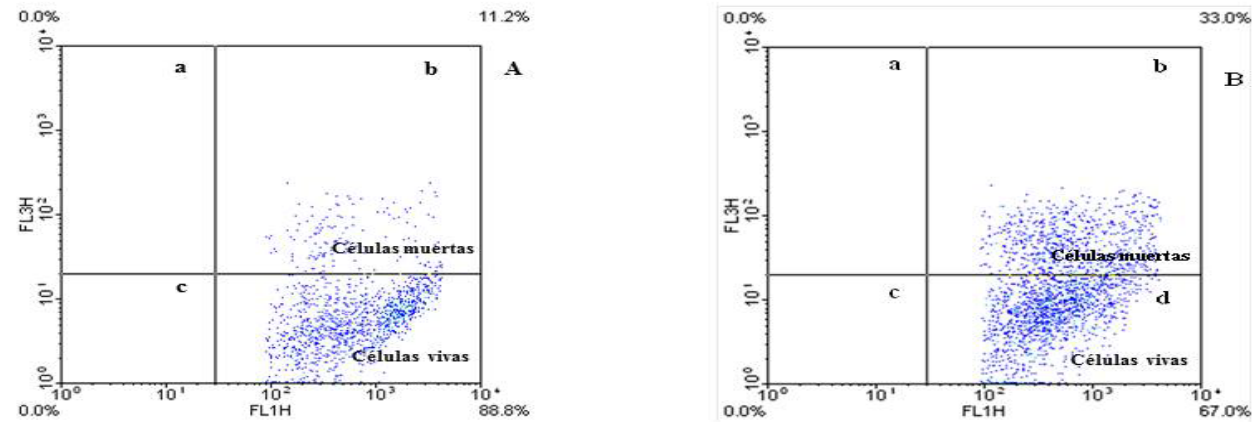 0.0% 11.2%
10⁴ a b A
10³
FL3H
10²
Células muertas
c
10¹
Células vivas
10⁰
10⁰ 10¹ 10² 10³ 10⁴
0.0% FL1H 88.8%
0.0% 33.0%
10⁴ a b B
10³
FL3H
10²
Células muertas
c d
10¹
Células vivas
10⁰
10⁰ 10¹ 10² 10³ 10⁴
0.0% FL1H 67.0%